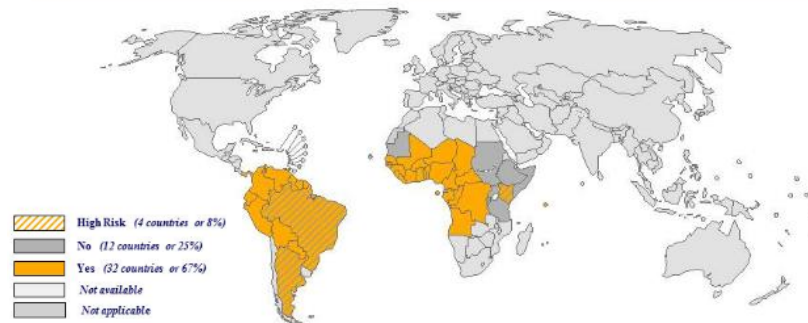 High Risk (4 countries or 8%)
No (12 countries or 25%)
Yes (32 countries or 67%)
Not available
Not applicable